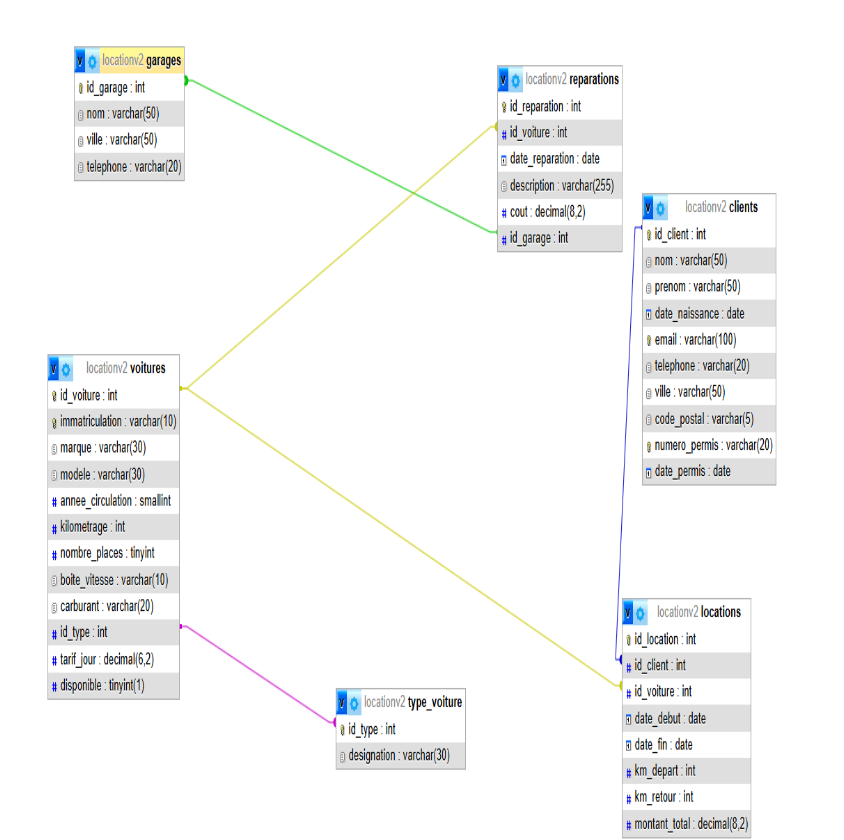 locationv2 garages
id_garage : int
nom : varchar(50)
ville : varchar(50)
telephone : varchar(20)
locationv2 reparations
id_reparation : int
id_voiture : int
date_reparation : date
description : varchar(255)
cout : decimal(8,2)
id_garage : int
locationv2 clients
id_client : int
nom : varchar(50)
prenom : varchar(50)
date_naissance : date
email : varchar(100)
telephone : varchar(20)
ville : varchar(50)
code_postal : varchar(5)
numero_permis : varchar(20)
date_permis : date
locationv2 voitures
id_voiture : int
immatriculation : varchar(10)
marque : varchar(30)
modele : varchar(30)
annee_circulation : smallint
kilometrage : int
nombre_places : tinyint
boite_vitesse : varchar(10)
carburant : varchar(20)
id_type : int
tarif_jour : decimal(6,2)
disponible : tinyint(1)
locationv2 type_voiture
id_type : int
designation : varchar(30)
locationv2 locations
id_location : int
id_client : int
id_voiture : int
date_debut : date
date_fin : date
km_depart : int
km_retour : int
montant_total : decimal(8,2)